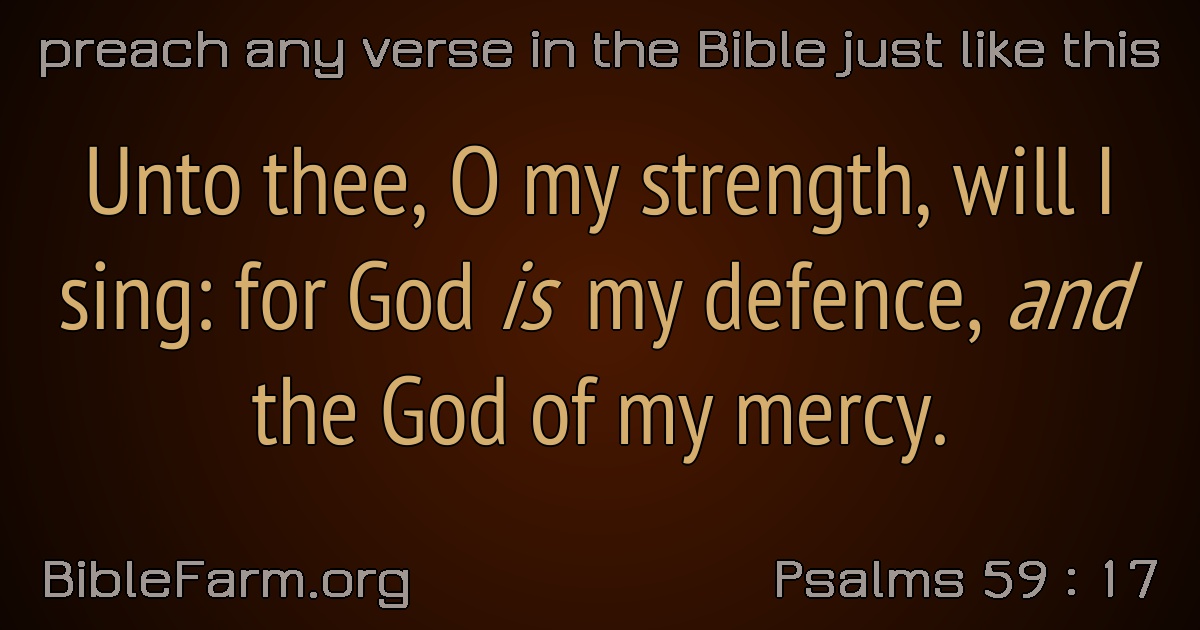 preach any verse in the Bible just like this
Unto thee, O my strength, will I
sing: for God is my defence, and
the God of my mercy.
BibleFarm.org
Psalms 59 : 17